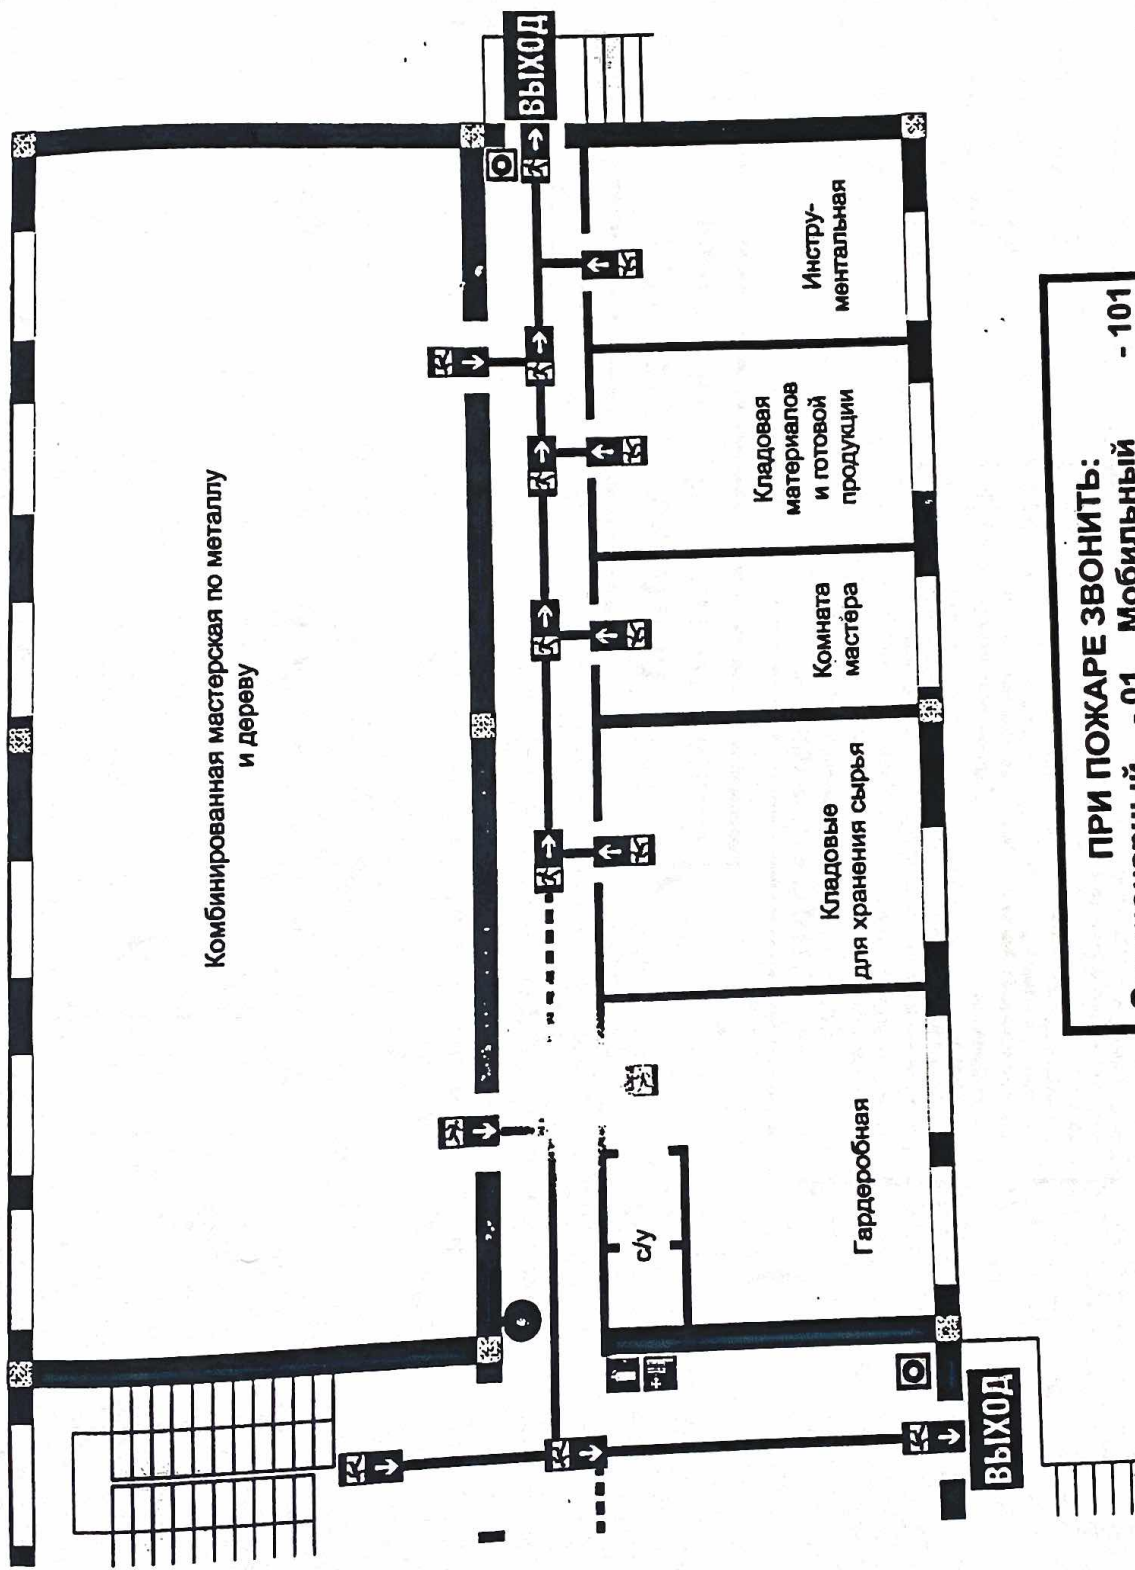 Комбинированная мастерская по металлу
и дереву
ВЫХОД
Инстру-
ментальная
Кладовая
материалов
и готовой
продукции
Комната
мастера
Кладовые
для хранения сырья
Гардеробная
с/у
ВЫХОД
ПРИ ПОЖАРЕ ЗВОНИТЬ:
- 01 Мобильный - 101